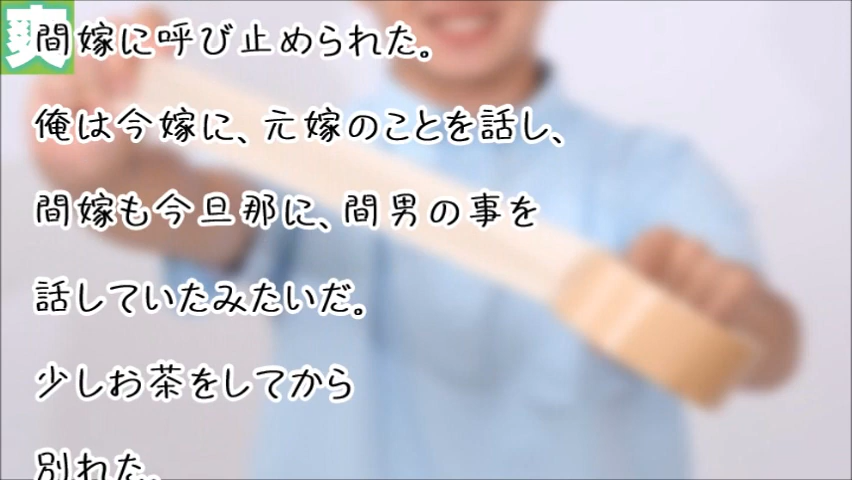 爽
間嫁に呼び止められた。
俺は今嫁に、元嫁のことを話し、
間嫁も今旦那に、間男の事を
話していたみたいだ。
少しお茶をしてから
別れた。